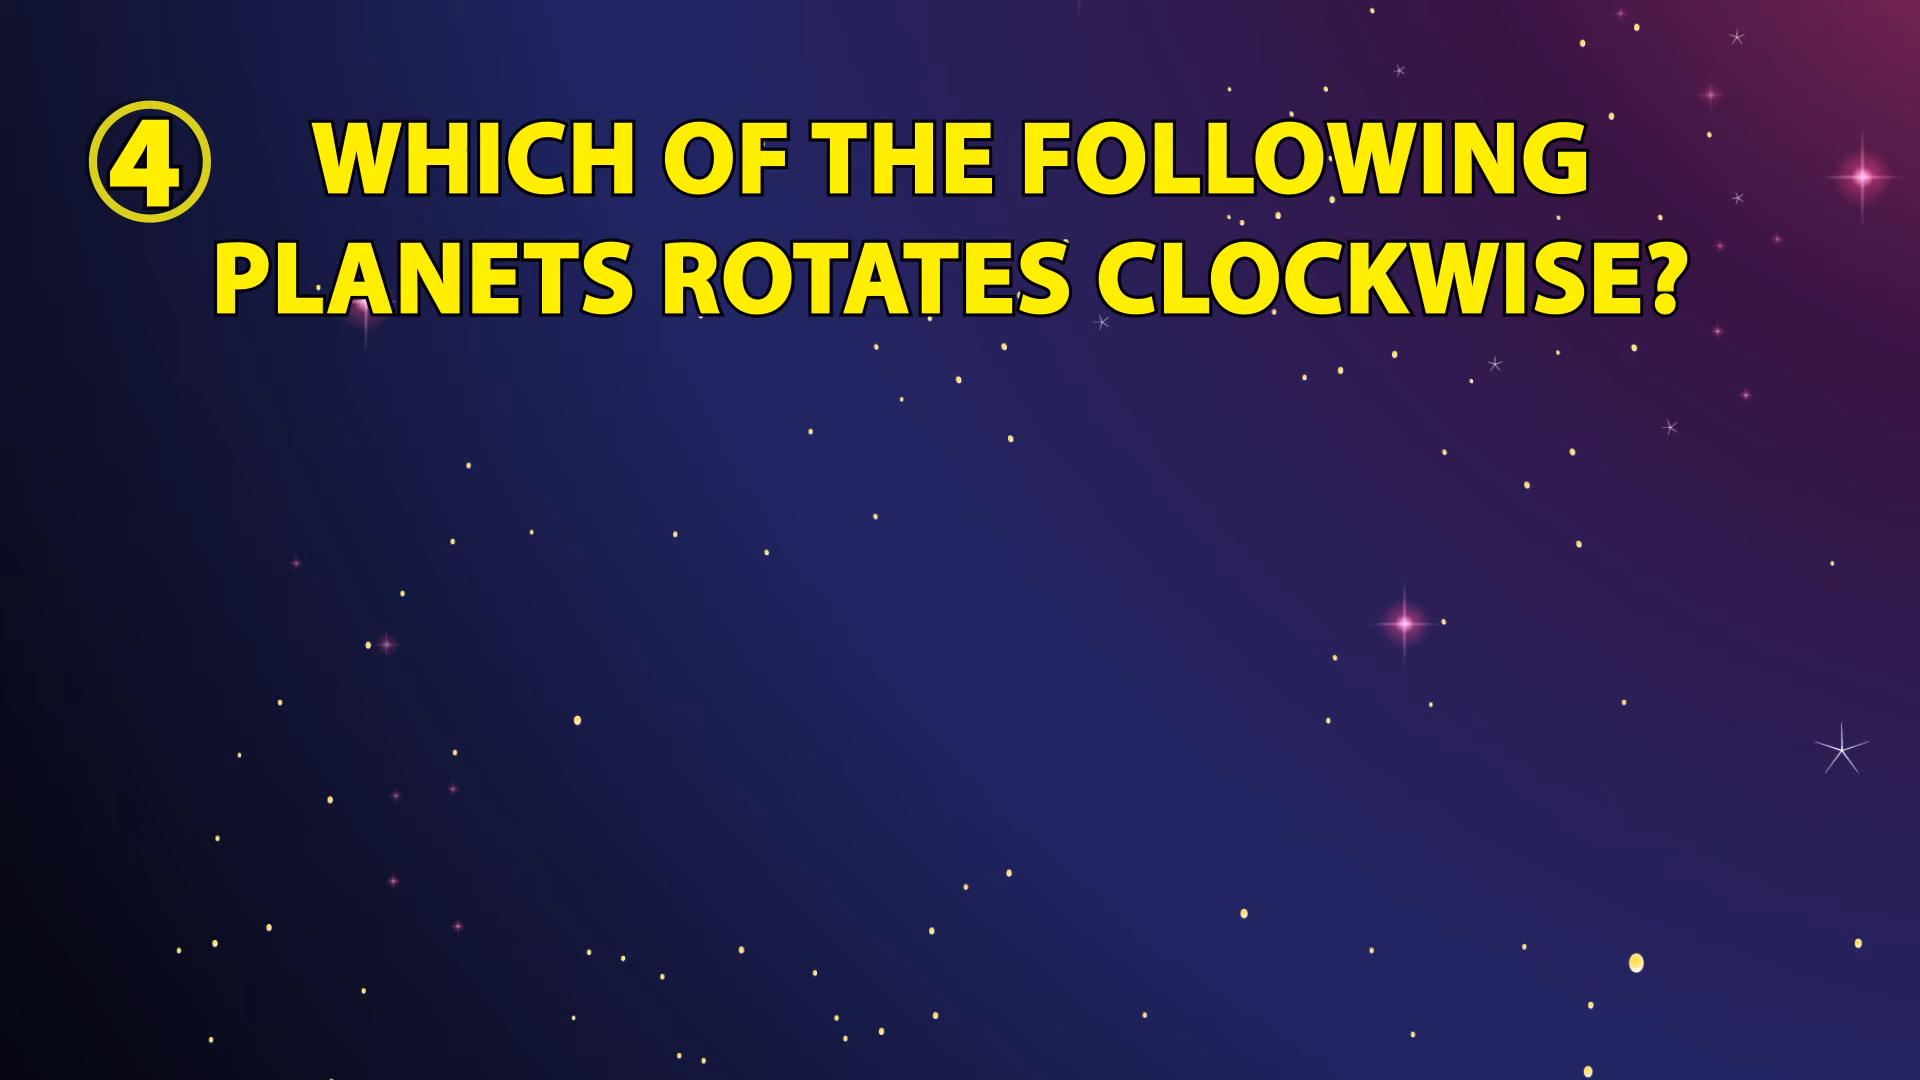 4 WHICH OF THE FOLLOWING
PLANETS ROTATES CLOCKWISE?